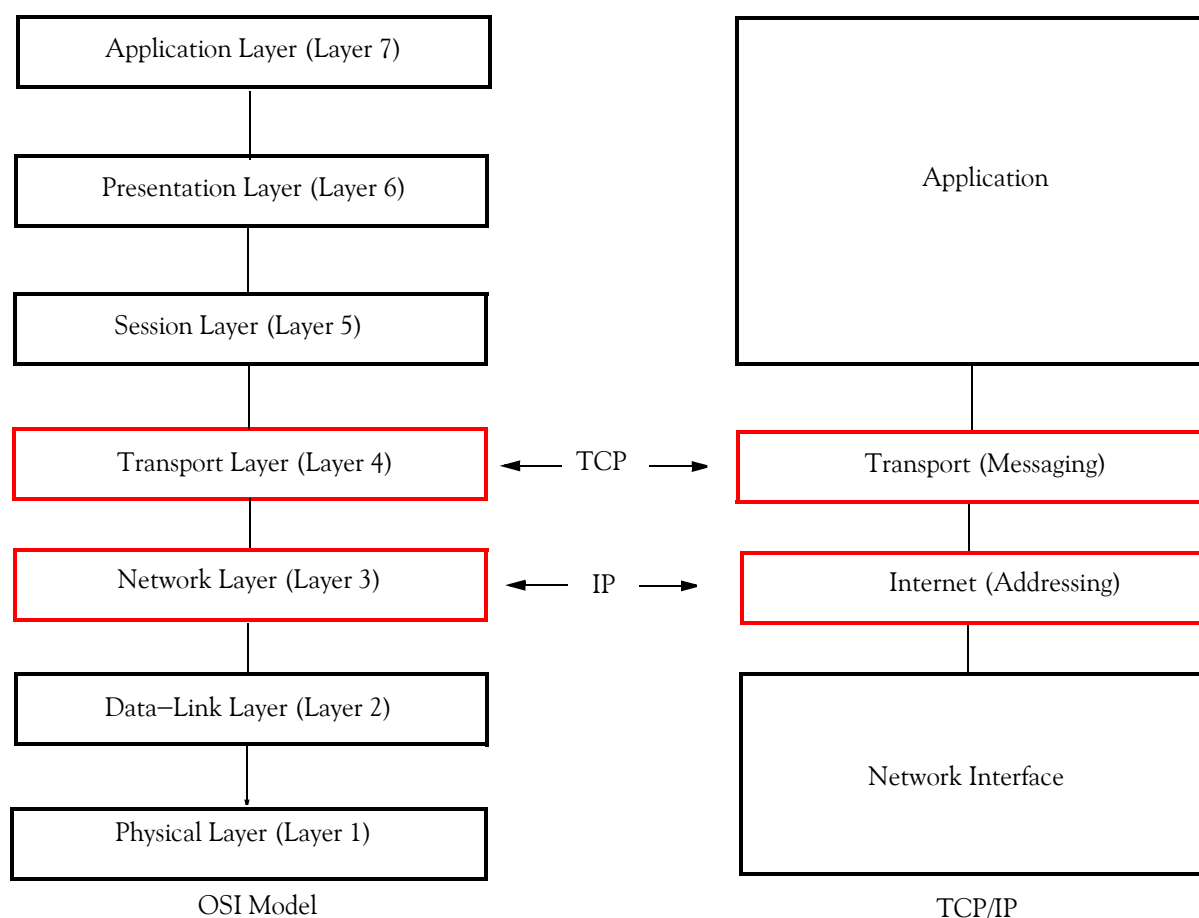 Application Layer (Layer 7)
Presentation Layer (Layer 6)
Application
Session Layer (Layer 5)
Transport Layer (Layer 4)
TCP
Transport (Messaging)
Network Layer (Layer 3)
IP
Internet (Addressing)
Data–Link Layer (Layer 2)
Network Interface
Physical Layer (Layer 1)
OSI Model
TCP/IP